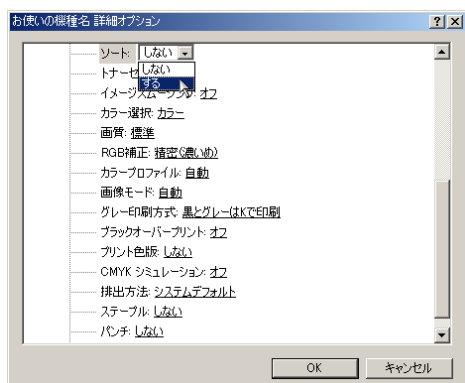 お使いの機種名 詳細オプション
ソート: しない
トナーセ しない
する
イメージスムージング: オフ
カラー選択: カラー
画質: 標準
RGB補正: 精密(濃いめ)
カラープロファイル: 自動
画像モード: 自動
グレー印刷方式: 黒とグレーはKで印刷
ブラックオーバープリント: オフ
プリント色版: しない
CMYK シミュレーション: オフ
排出方法: システムデフォルト
ステープル: しない
パンチ: しない
OK キャンセル